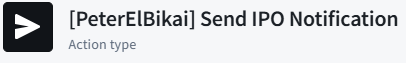 [PeterElBikai] Send IPO Notification
Action type